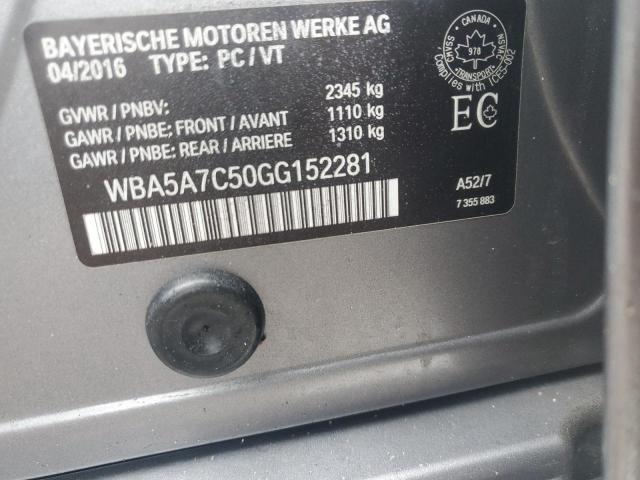 BAYERISCHE MOTOREN WERKE AG
04/2016 TYPE: PC/VT
GVWR / PNBV: 2345 kg
GAWR / PNBE: FRONT / AVANT 1110 kg
GAWR / PNBE: REAR / ARRIERE 1310 kg
WBA5A7C50GG152281
CANADA
CMVSS
NSVAC
978
TRANSPORT
Complies with ICES-002
EC
A52/7
7 355 883